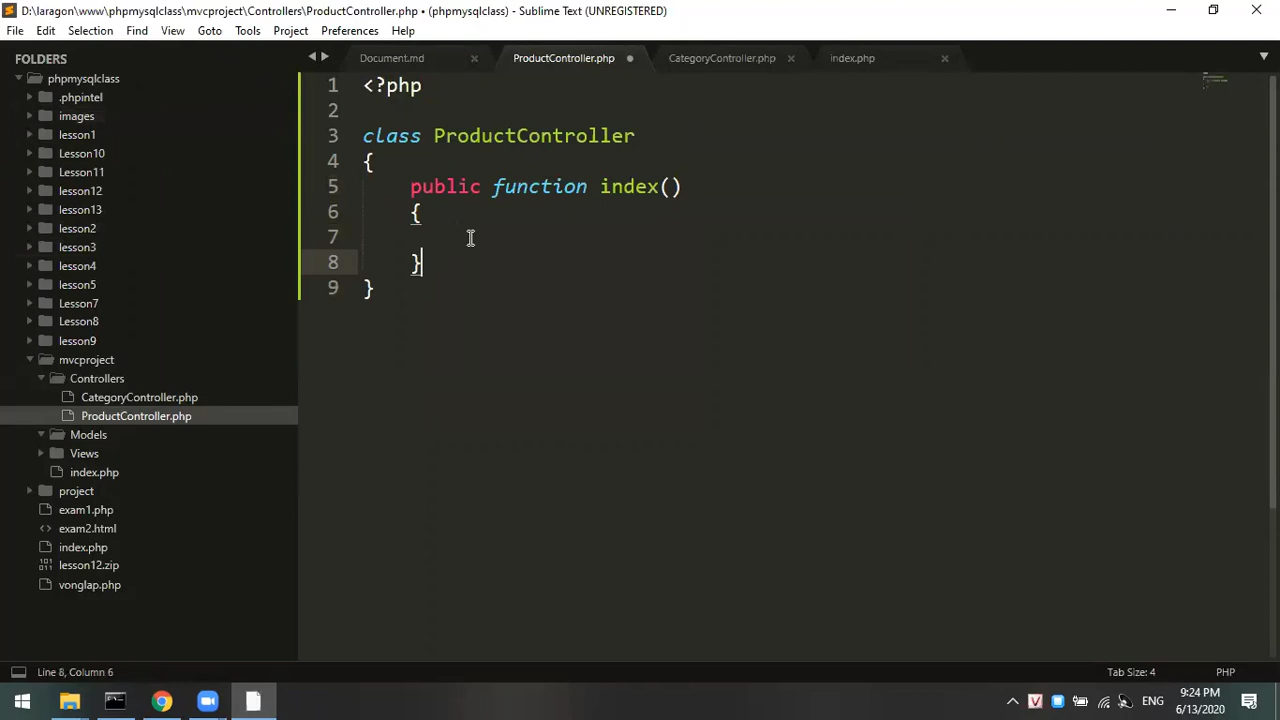 D:\laragon\www\phpmysqlclass\mvcproject\Controllers\ProductController.php • (phpmysqlclass) - Sublime Text (UNREGISTERED)
File Edit Selection Find View Goto Tools Project Preferences Help
FOLDERS
phpmysqlclass
.phpintel
images
lesson1
Lesson10
Lesson11
lesson12
lesson13
lesson2
lesson3
lesson4
lesson5
Lesson7
Lesson8
lesson9
mvcproject
Controllers
CategoryController.php
ProductController.php
Models
Views
index.php
project
exam1.php
exam2.html
index.php
lesson12.zip
vonglap.php
Document.md ProductController.php CategoryController.php index.php
1 <?php
2
3 class ProductController
4 {
5 public function index()
6 {
7
8 }
9 }
Line 8, Column 6 Tab Size: 4 PHP
ENG 9:24 PM
6/13/2020